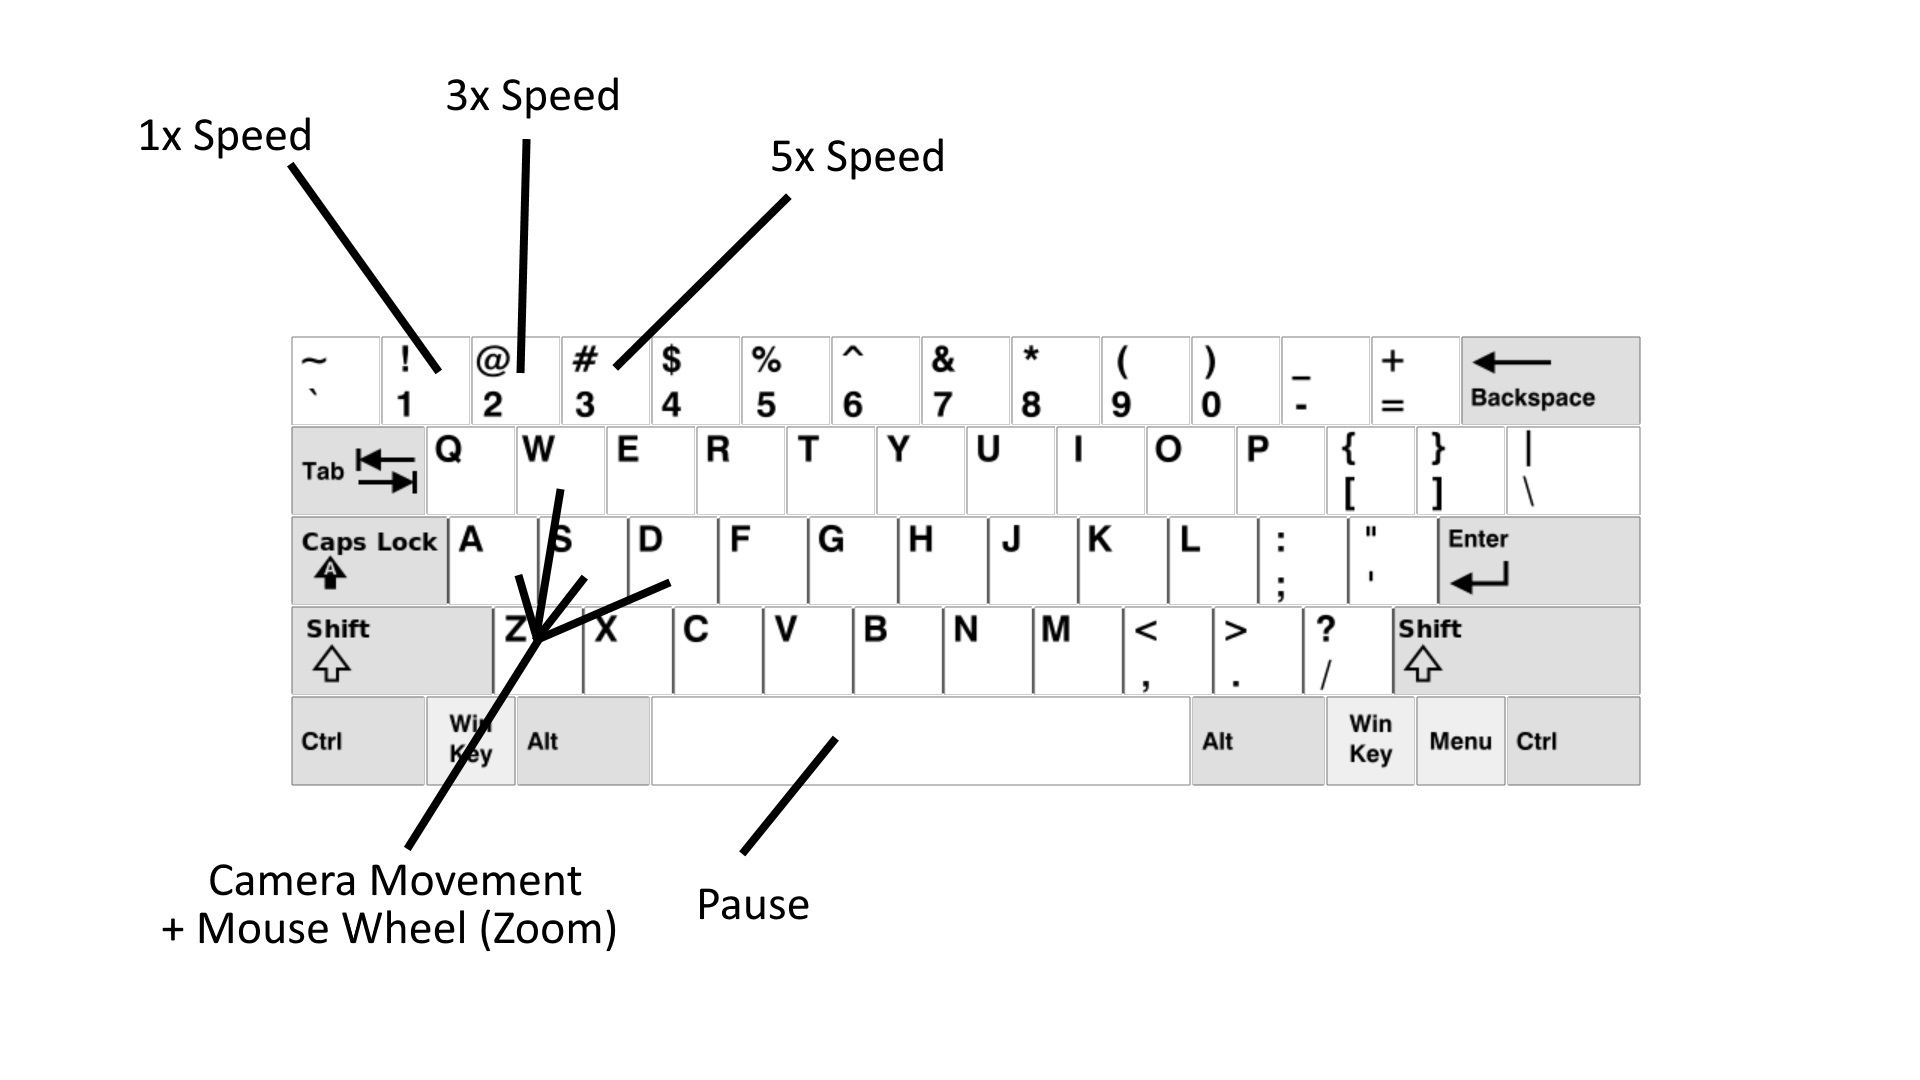 3x Speed
1x Speed
5x Speed
~ ! @ # $ % ^ & * ( ) _ +
` 1 2 3 4 5 6 7 8 9 0 - = Backspace
Tab Q W E R T Y U I O P { } |
[ ] \
Caps Lock A S D F G H J K L : " Enter
A ; '
Shift Z X C V B N M < > ? Shift
, . /
Ctrl Win Key Alt Alt Win Key Menu Ctrl
Camera Movement
+ Mouse Wheel (Zoom)
Pause